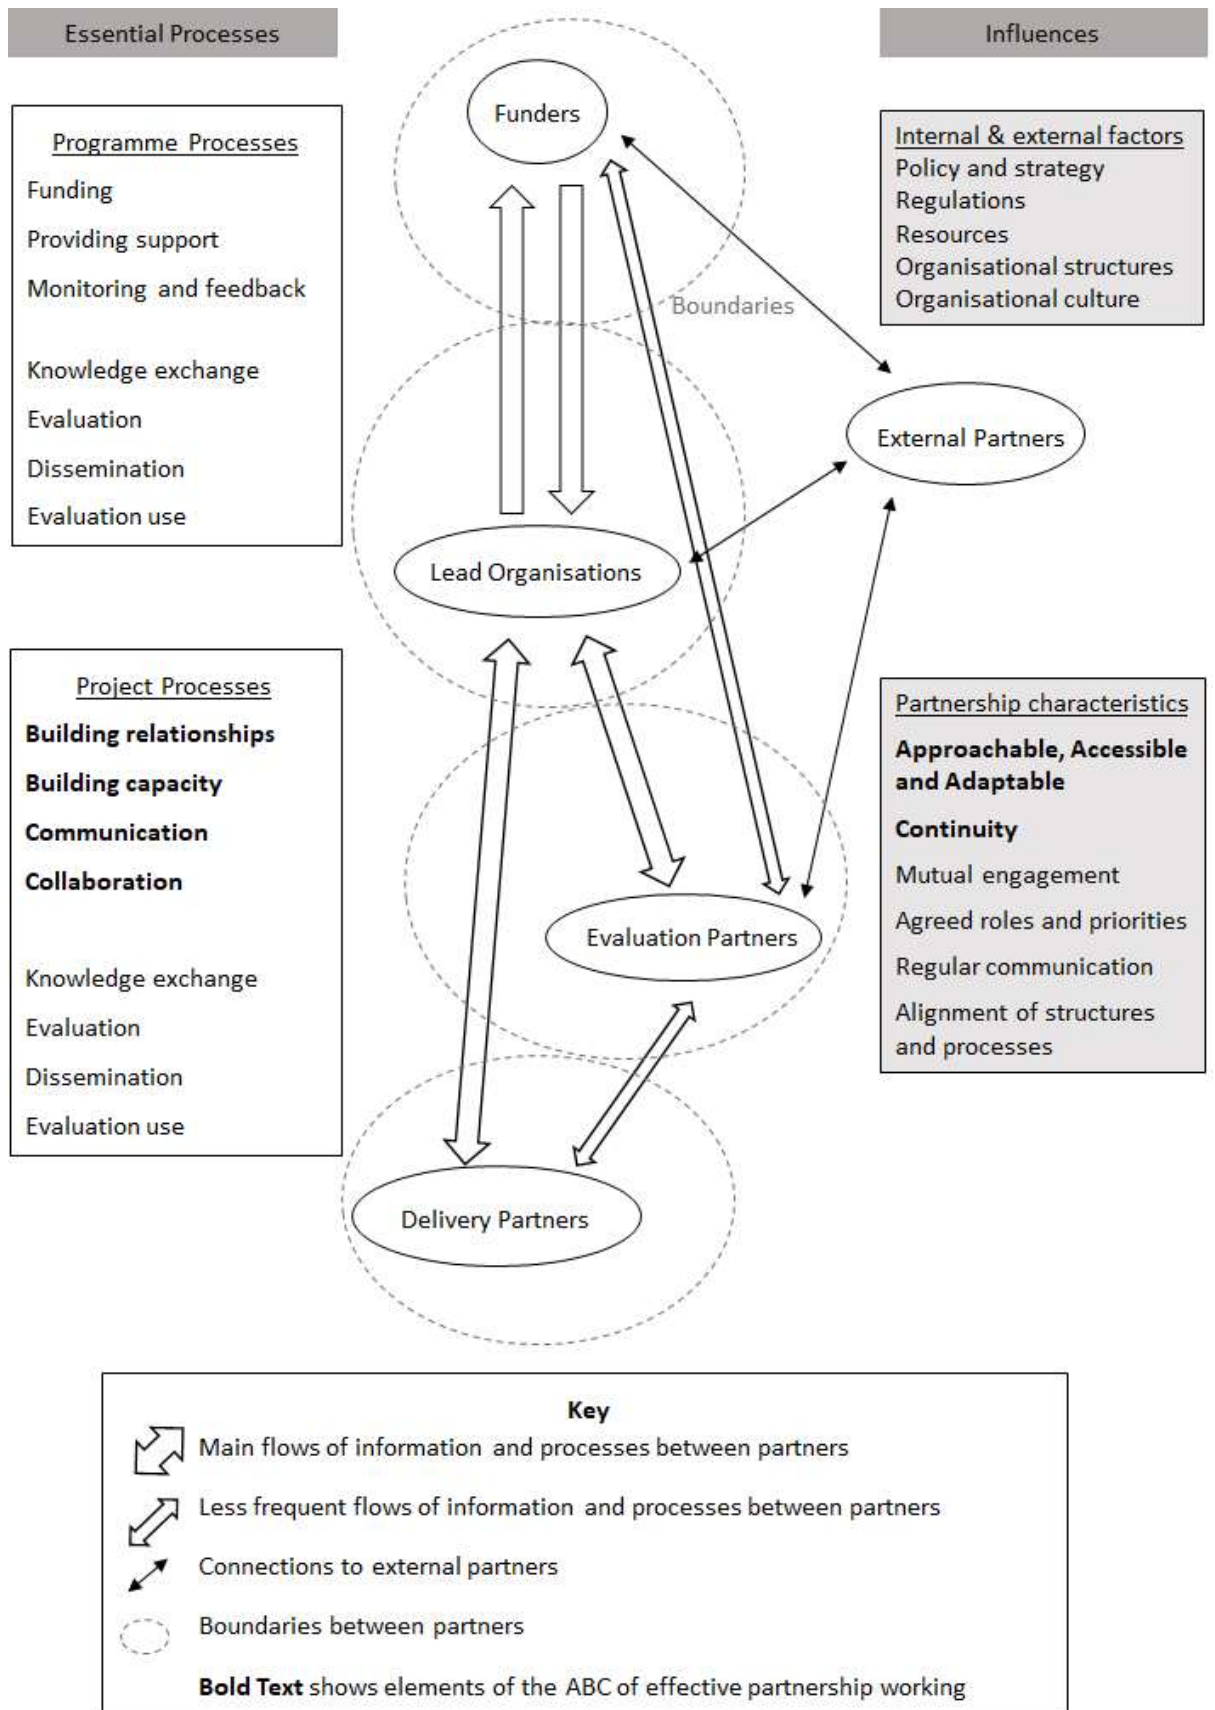 Essential Processes
Influences
Programme Processes
Funding
Providing support
Monitoring and feedback
Knowledge exchange
Evaluation
Dissemination
Evaluation use
Project Processes
Building relationships
Building capacity
Communication
Collaboration
Knowledge exchange
Evaluation
Dissemination
Evaluation use
Funders
Boundaries
External Partners
Lead Organisations
Evaluation Partners
Delivery Partners
Internal & external factors
Policy and strategy
Regulations
Resources
Organisational structures
Organisational culture
Partnership characteristics
Approachable, Accessible
and Adaptable
Continuity
Mutual engagement
Agreed roles and priorities
Regular communication
Alignment of structures
and processes
Key
Main flows of information and processes between partners
Less frequent flows of information and processes between partners
Connections to external partners
Boundaries between partners
Bold Text shows elements of the ABC of effective partnership working